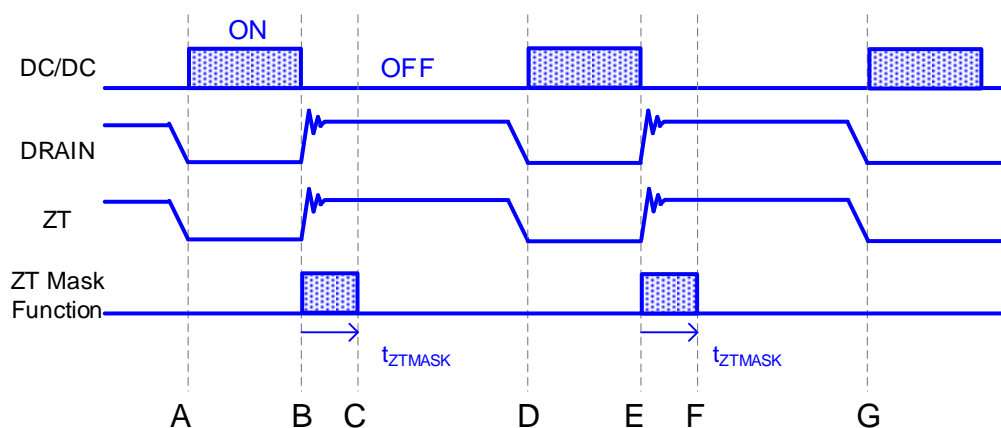 ON
DC/DC
OFF
DRAIN
ZT
ZT Mask
Function
tZTMASK
tZTMASK
A B C D E F G